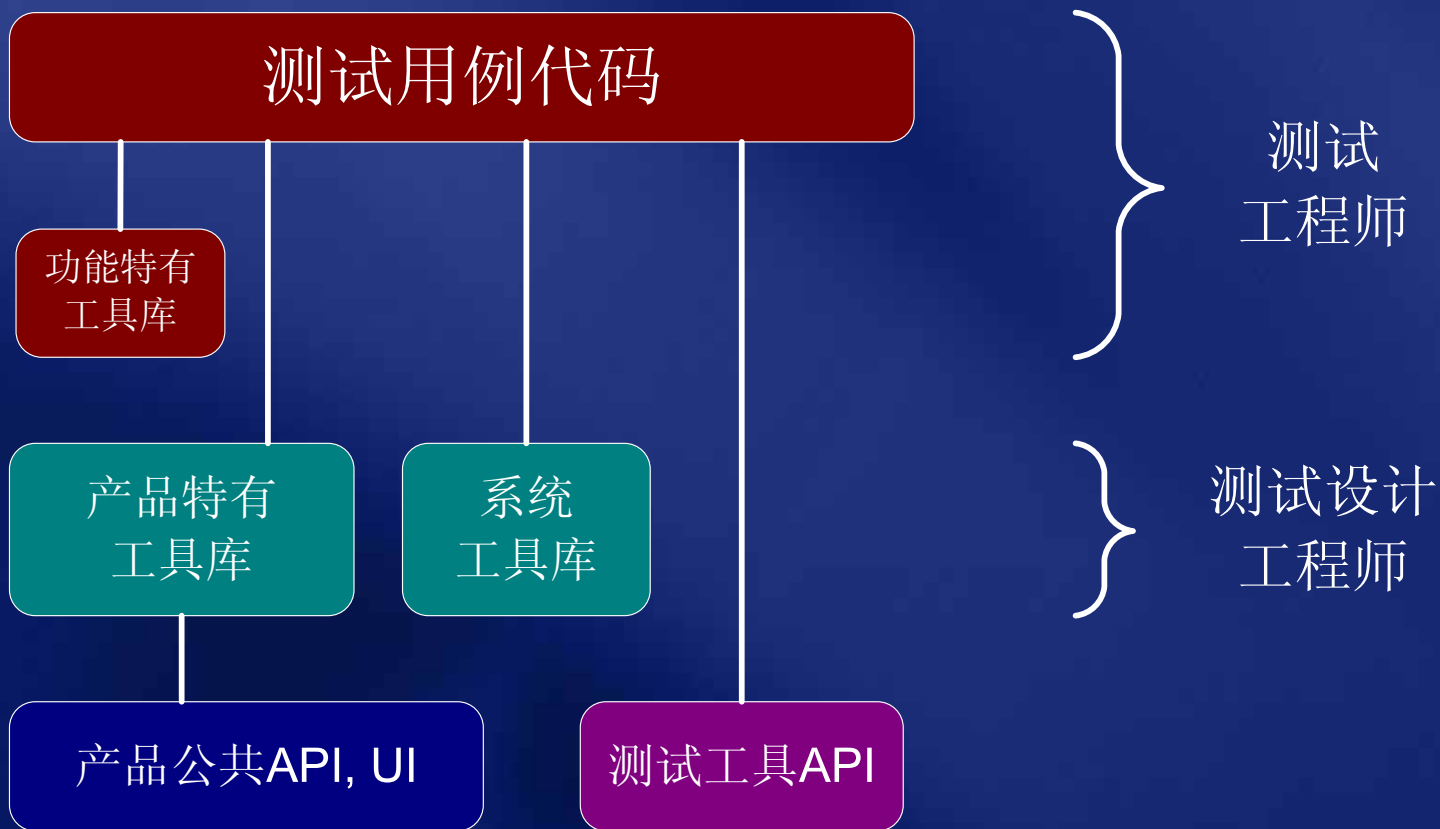 测试用例代码
测试
工程师
功能特有
工具库
产品特有
工具库
系统
工具库
测试设计
工程师
产品公共API, UI
测试工具API